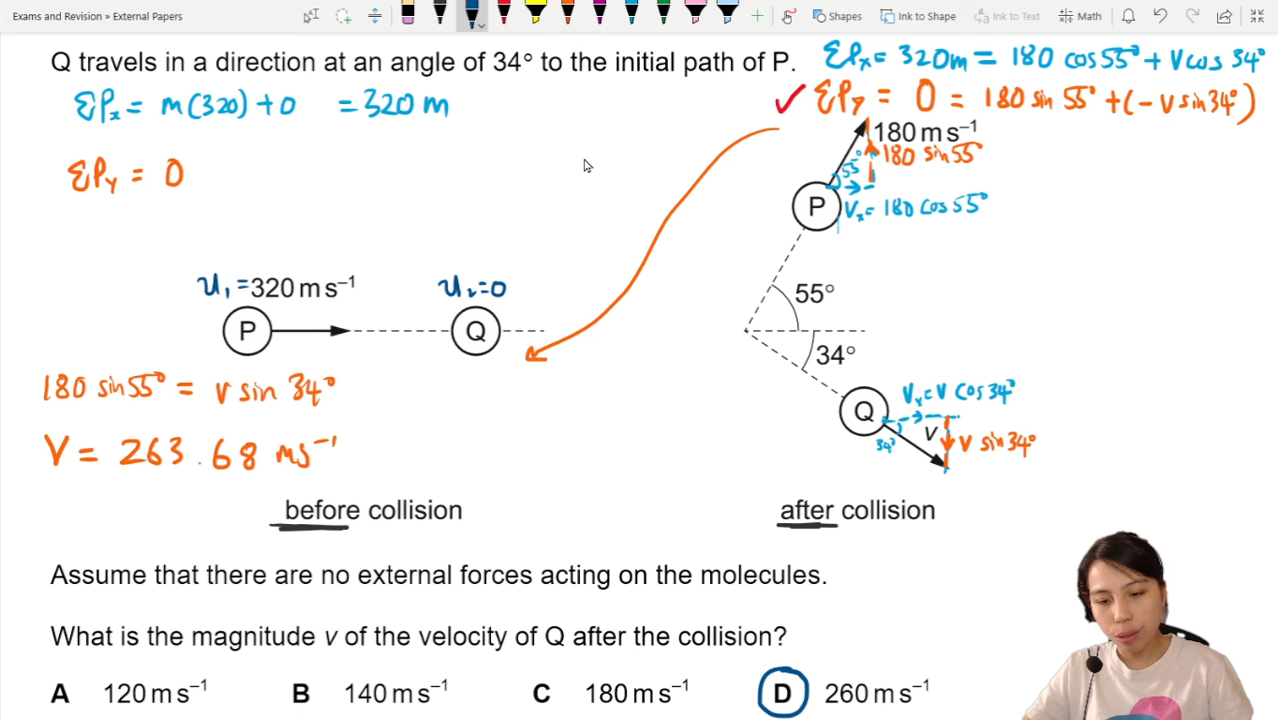 Exams and Revision » External Papers
Shapes
Ink to Shape
Ink to Text
Math
Q travels in a direction at an angle of 34° to the initial path of P.
ΣPx = 320m = 180 cos 55° + v cos 34°
ΣPx = m(320) + 0 = 320 m
✓ ΣPY = 0 = 180 sin 55° + (- v sin 34°)
ΣPY = 0
180 m s⁻¹
180 sin 55
55°
P
Vx = 180 cos 55°
u₁ = 320 m s⁻¹
u₂ = 0
55°
P
Q
34°
180 sin 55° = v sin 34°
Vx = v cos 34°
Q
34°
v
v sin 34°
V = 263.68 ms⁻¹
before collision
after collision
Assume that there are no external forces acting on the molecules.
What is the magnitude v of the velocity of Q after the collision?
A 120 m s⁻¹ B 140 m s⁻¹ C 180 m s⁻¹ D 260 m s⁻¹